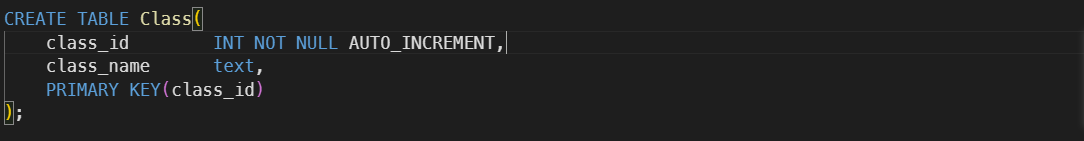 CREATE TABLE Class(
    class_id        INT NOT NULL AUTO_INCREMENT,
    class_name      text,
    PRIMARY KEY(class_id)
);